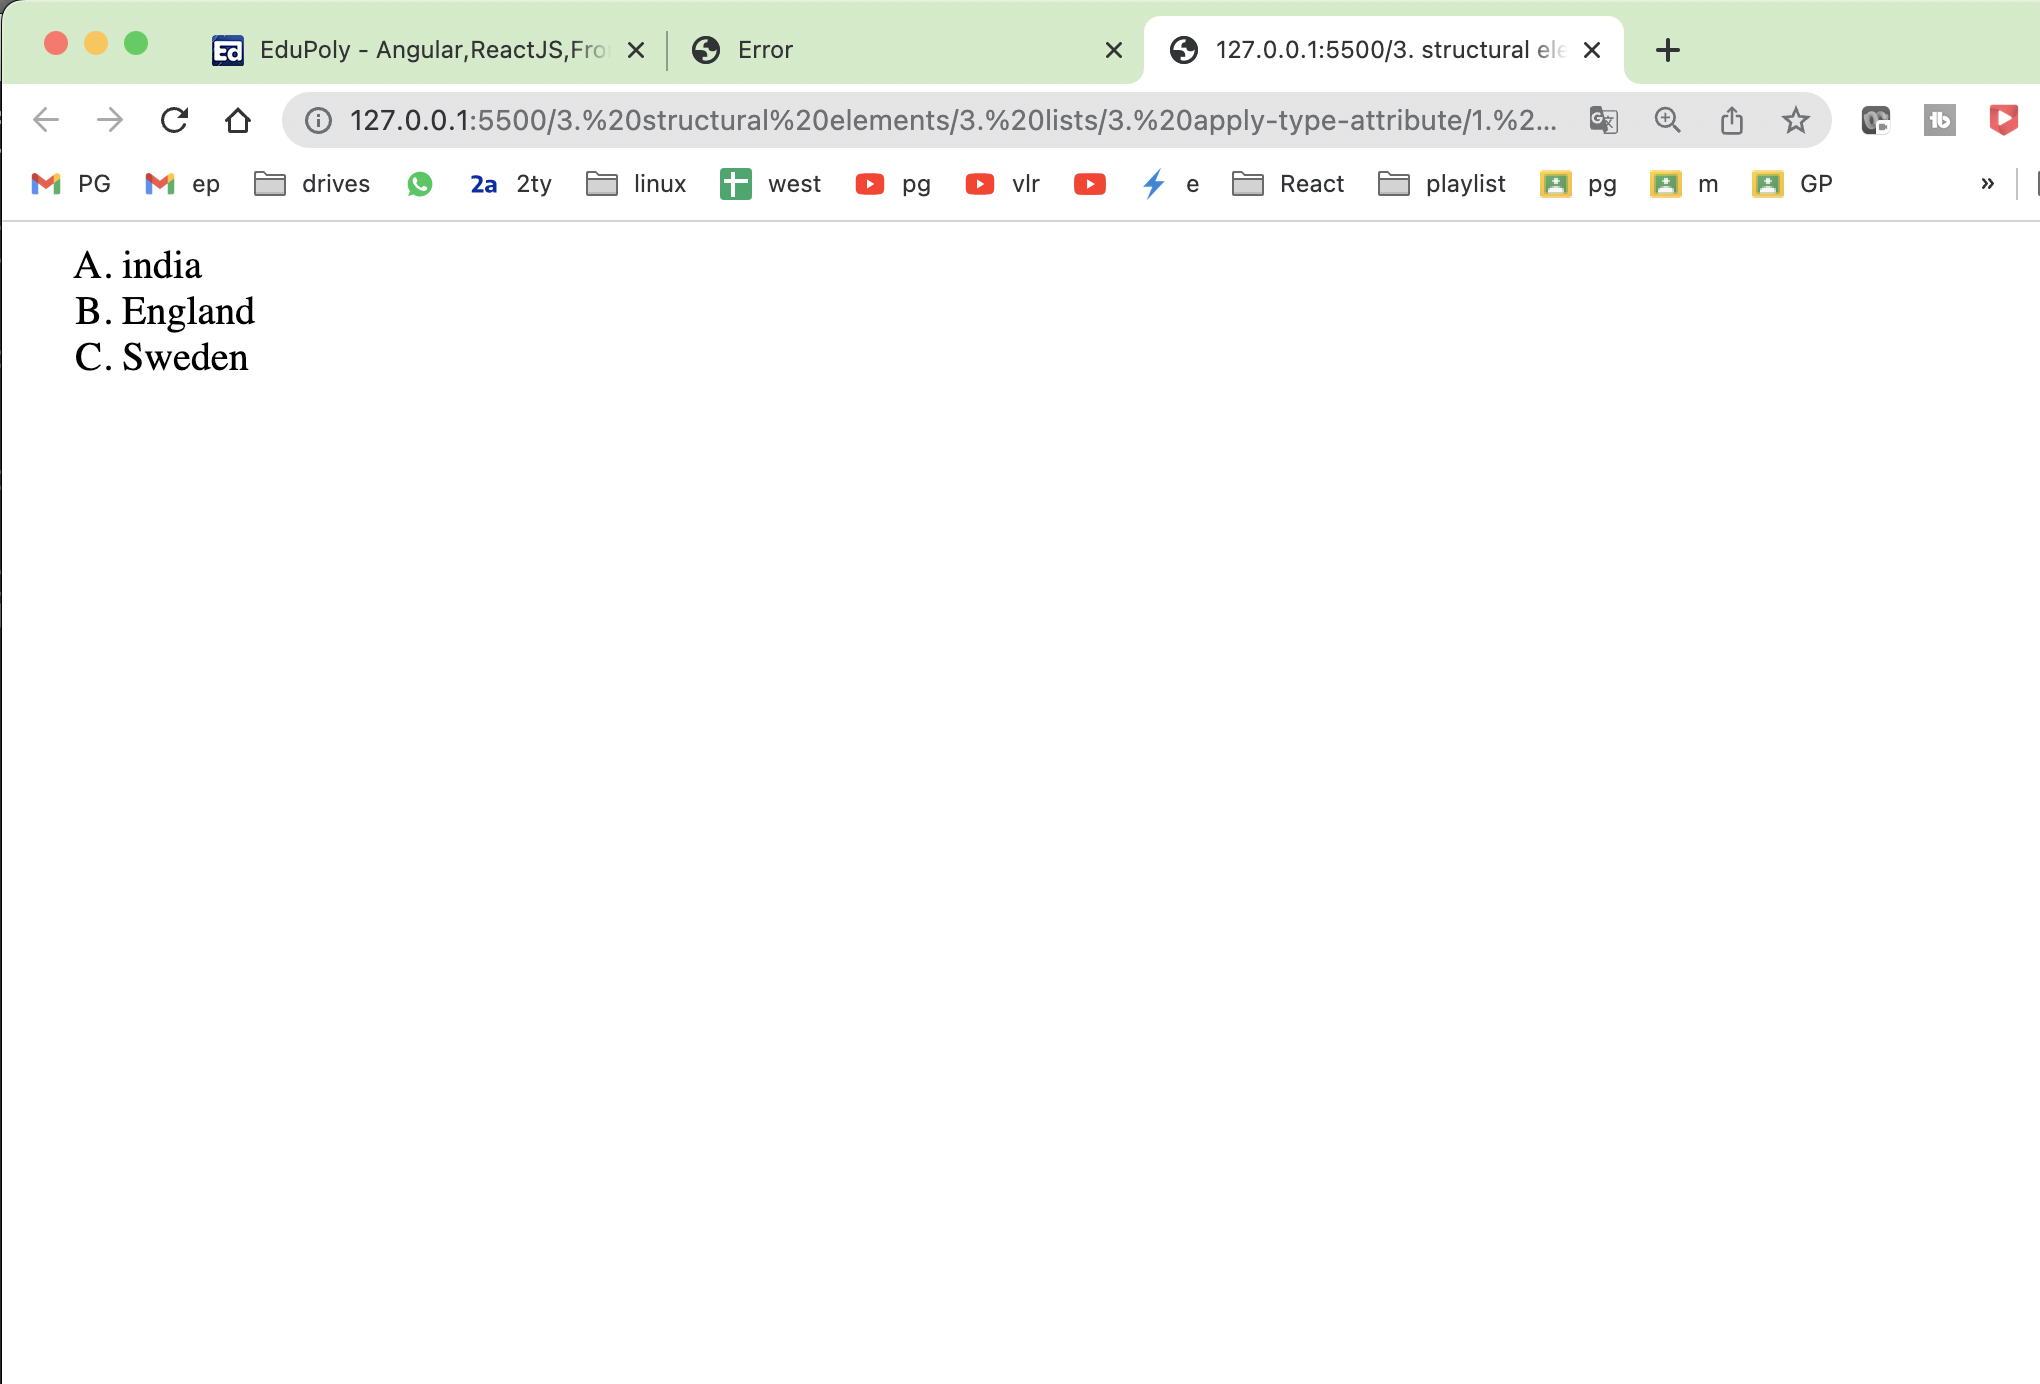 EduPoly - Angular,ReactJS,Fro
Error
127.0.0.1:5500/3. structural ele
127.0.0.1:5500/3.%20structural%20elements/3.%20lists/3.%20apply-type-attribute/1.%2...
PG ep drives 2a 2ty linux west pg vlr e React playlist pg m GP »
A. india
B. England
C. Sweden